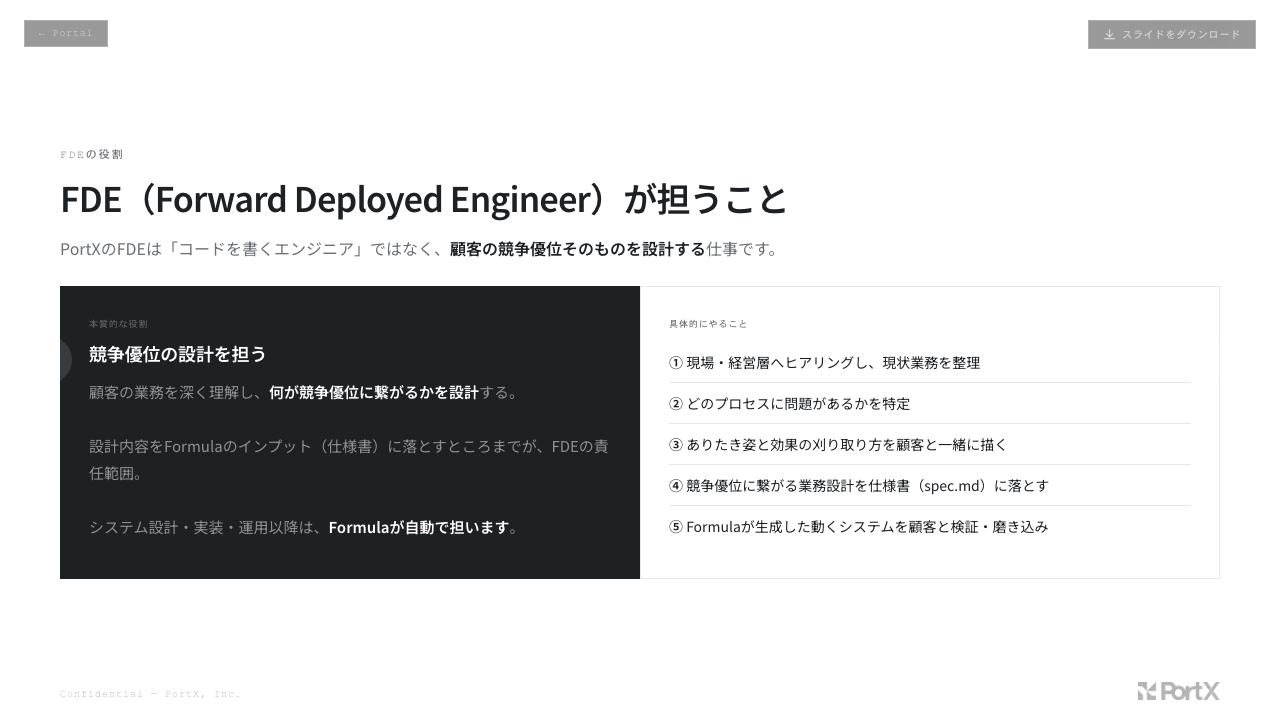 ← Portal
スライドをダウンロード
FDEの役割
FDE（Forward Deployed Engineer）が担うこと
PortXのFDEは「コードを書くエンジニア」ではなく、顧客の競争優位そのものを設計する仕事です。
本質的な役割
競争優位の設計を担う
顧客の業務を深く理解し、何が競争優位に繋がるかを設計する。
設計内容をFormulaのインプット（仕様書）に落とすところまでが、FDEの責
任範囲。
システム設計・実装・運用以降は、Formulaが自動で担います。
具体的にやること
① 現場・経営層へヒアリングし、現状業務を整理
② どのプロセスに問題があるかを特定
③ ありたき姿と効果の刈り取り方を顧客と一緒に描く
④ 競争優位に繋がる業務設計を仕様書（spec.md）に落とす
⑤ Formulaが生成した動くシステムを顧客と検証・磨き込み
Confidential — PortX, Inc.
PortX